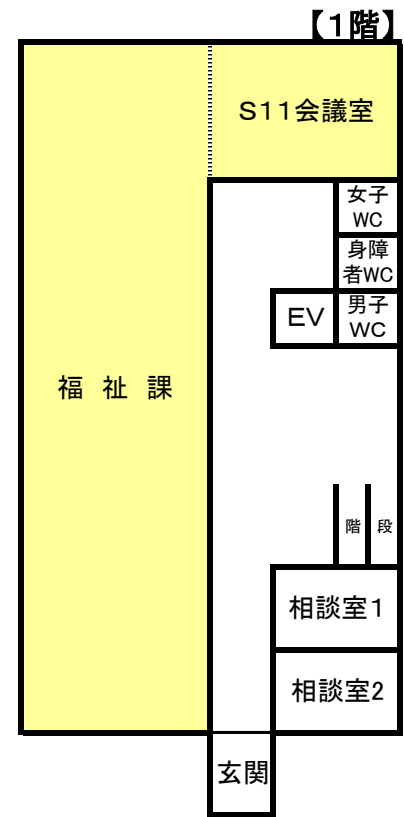 【1階】
S11会議室
女子
WC
身障
者WC
EV
男子
WC
福 祉 課
階 段
相談室1
相談室2
玄関